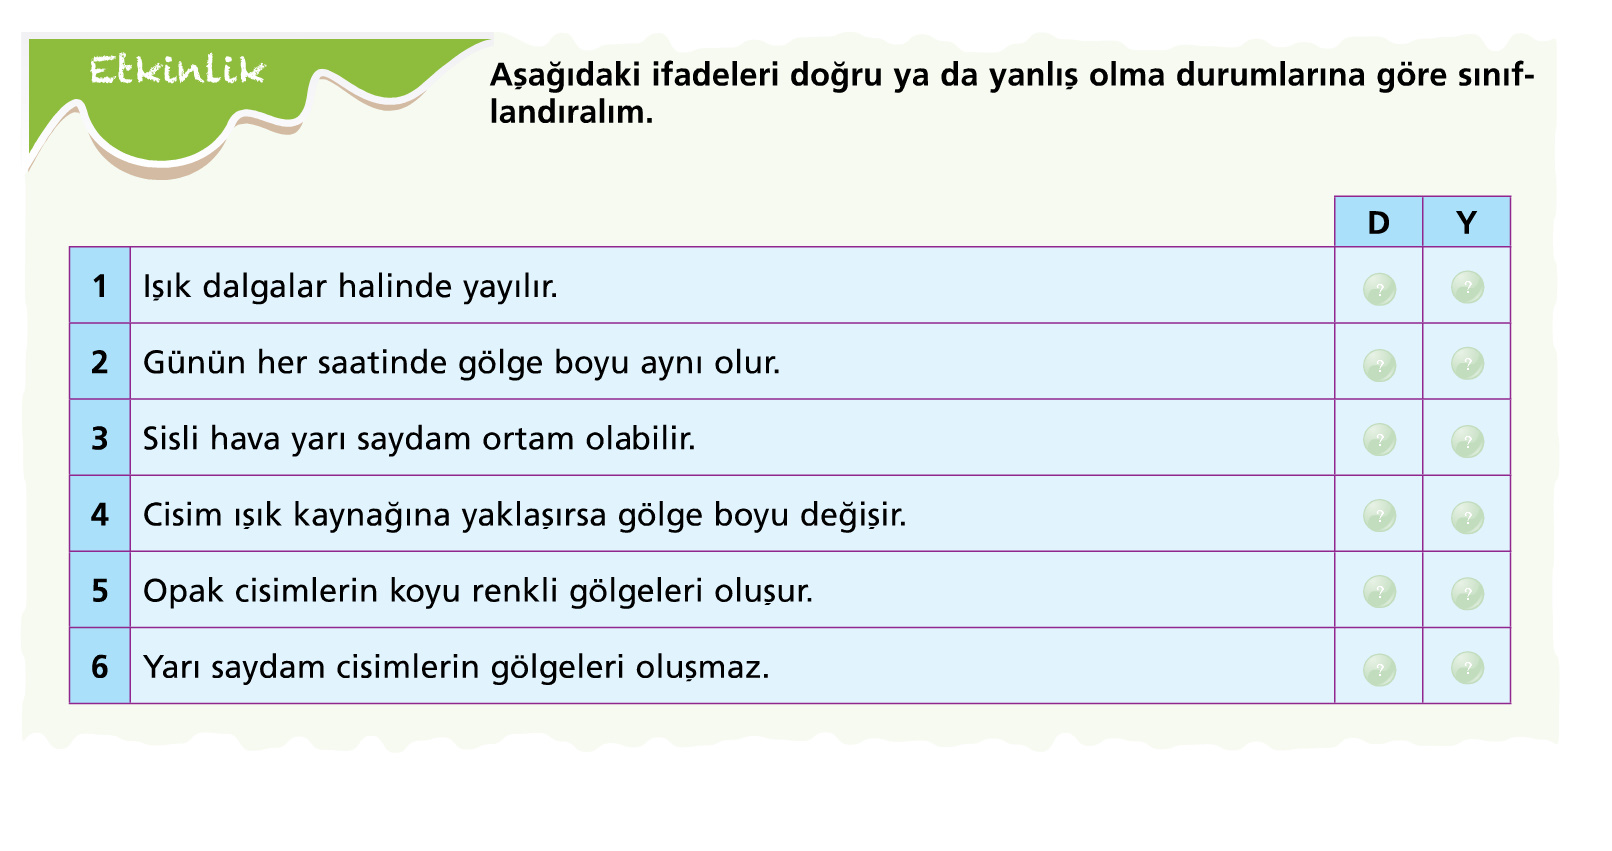 Etkinlik
Aşağıdaki ifadeleri doğru ya da yanlış olma durumlarına göre sınıf-
landıralım.
D Y
1 Işık dalgalar halinde yayılır. ? ?
2 Günün her saatinde gölge boyu aynı olur. ? ?
3 Sisli hava yarı saydam ortam olabilir. ? ?
4 Cisim ışık kaynağına yaklaşırsa gölge boyu değişir. ? ?
5 Opak cisimlerin koyu renkli gölgeleri oluşur. ? ?
6 Yarı saydam cisimlerin gölgeleri oluşmaz. ? ?